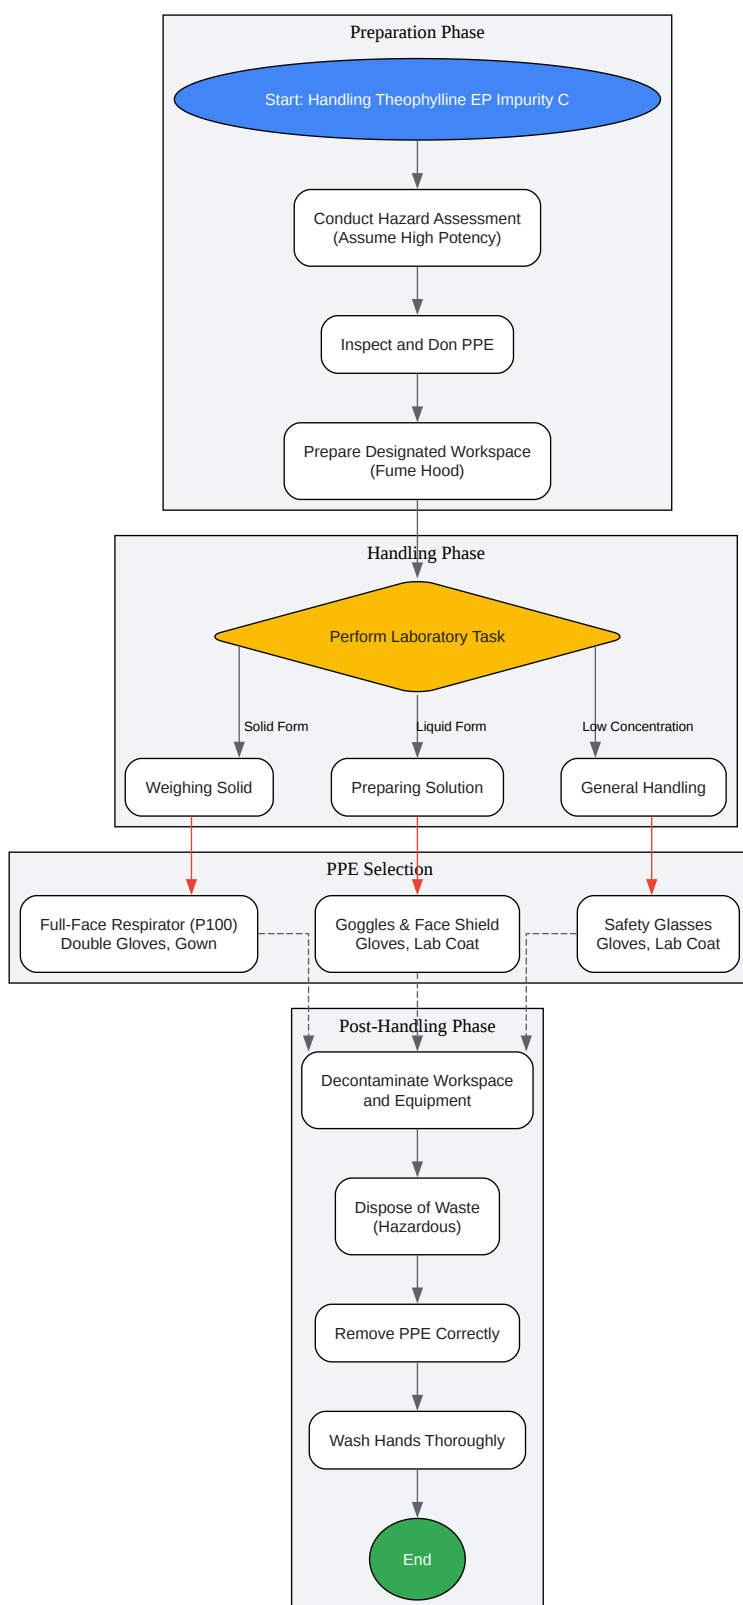 Preparation Phase
Start: Handling Theophylline EP Impurity C
Conduct Hazard Assessment
(Assume High Potency)
Inspect and Don PPE
Prepare Designated Workspace
(Fume Hood)
Handling Phase
Perform Laboratory Task
Solid Form
Liquid Form
Low Concentration
Weighing Solid
Preparing Solution
General Handling
PPE Selection
Full-Face Respirator (P100)
Double Gloves, Gown
Goggles & Face Shield
Gloves, Lab Coat
Safety Glasses
Gloves, Lab Coat
Post-Handling Phase
Decontaminate Workspace
and Equipment
Dispose of Waste
(Hazardous)
Remove PPE Correctly
Wash Hands Thoroughly
End